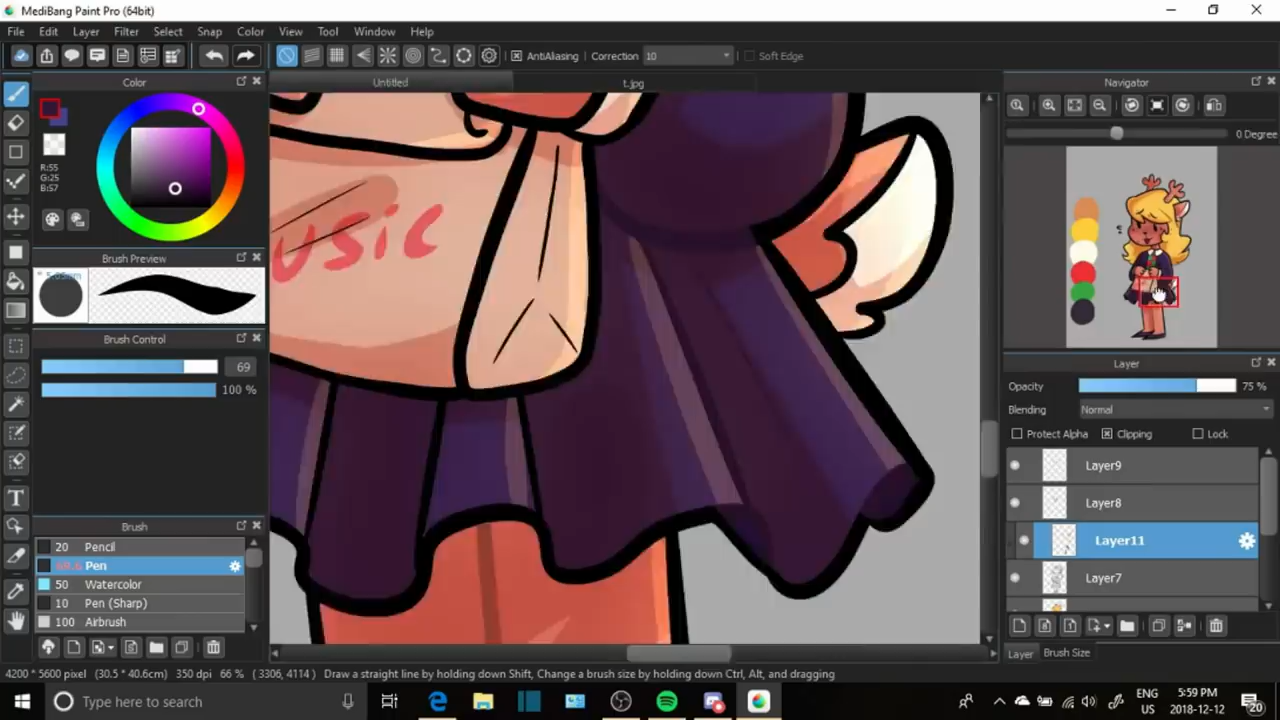 MediBang Paint Pro (64bit)
File Edit Layer Filter Select Snap Color View Tool Window Help
AntiAliasing Correction 10 Soft Edge
Color
Untitled
t.jpg
Navigator
0 Degree
R:55
G:25
B:57
Brush Preview
Brush Control
69
100 %
usic
Layer
Opacity 75 %
Blending Normal
Protect Alpha Clipping Lock
Layer9
Layer8
Layer11
Layer7
Brush
20 Pencil
Pen
50 Watercolor
10 Pen (Sharp)
100 Airbrush
Layer Brush Size
4200 * 5600 pixel (30.5 * 40.6cm) 350 dpi 66 % ( 3306, 4114 ) Draw a straight line by holding down Shift, Change a brush size by holding down Ctrl, Alt, and dragging
Type here to search
ENG
US
5:59 PM
2018-12-12
20